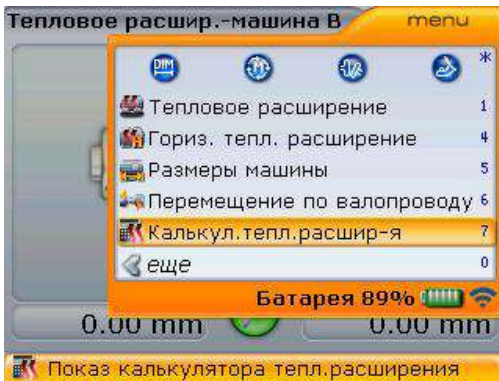 Тепловое расшир.-машина B menu
DIM
ж
Тепловое расширение 1
Гориз. тепл. расширение 4
Размеры машины 5
Перемещение по валопроводу 6
Калькул.тепл.расшир-я 7
еще 0
Батарея 89%
0.00 mm 0.00 mm
Показ калькулятора тепл.расширения